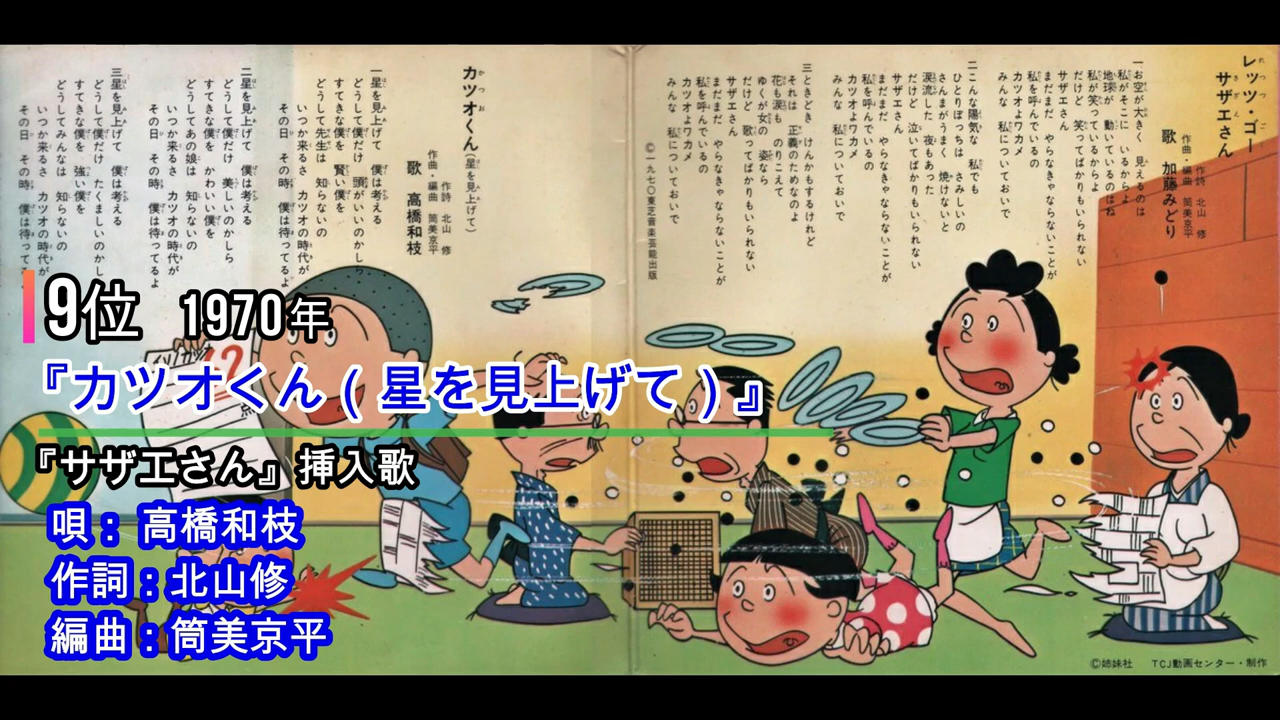 レッツ・ゴー
サザエさん
作詩 北山 修
作曲・編曲 筒美京平
歌 加藤みどり
一お空が大きく 見えるのは
私がそこに いるからよ
地球が 動いているのはね
私が笑っているからよ
だけど 笑ってばかりもいられない
サザエさん
まだまだ やらなきゃならないことが
私を呼んでいるの
カツオよワカメよ
みんな 私についておいで
二こんな陽気な 私でも
ひとりぼっちは さみしいの
さんまがうまく 焼けないと
涙流した 夜もあった
だけど 泣いてばかりもいられない
サザエさん
まだまだ やらなきゃならないことが
私を呼んでいるの
カツオよワカメ
みんな 私についておいで
三ときどき けんかもするけれど
それは 正義のためなのよ
花も涙も のりこえて
ゆくが女の 姿なら
だけど 歌ってばかりもいられない
サザエさん
まだまだ やらなきゃならないことが
私を呼んでいるの
カツオよワカメ
みんな 私についておいで
©一九七〇東芝音楽芸能出版
カツオくん(星を見上げて)
作詩 北山 修
作曲・編曲 筒美京平
歌 高橋和枝
一星を見上げて 僕は考える
どうして僕だけ 頭がいいのかしら
すてきな僕を 賢い僕を
どうして先生は 知らないの
いつか来るさ カツオの時代が
その日 その時 僕は待ってるよ
二星を見上げて 僕は考える
どうして僕だけ 美しいのかしら
すてきな僕を かわいい僕を
どうしてあの娘は 知らないの
いつか来るさ カツオの時代が
その日 その時 僕は待ってるよ
三星を見上げて 僕は考える
どうして僕だけ たくましいのかし
すてきな僕を 強い僕を
どうしてみんなは 知らないの
いつか来るさ カツオの時代が
その日 その時 僕は待って
9位 1970年
『カツオくん(星を見上げて)』
『サザエさん』挿入歌
唄:高橋和枝
作詞:北山修
編曲:筒美京平
©姉妹社 TCJ動画センター・制作